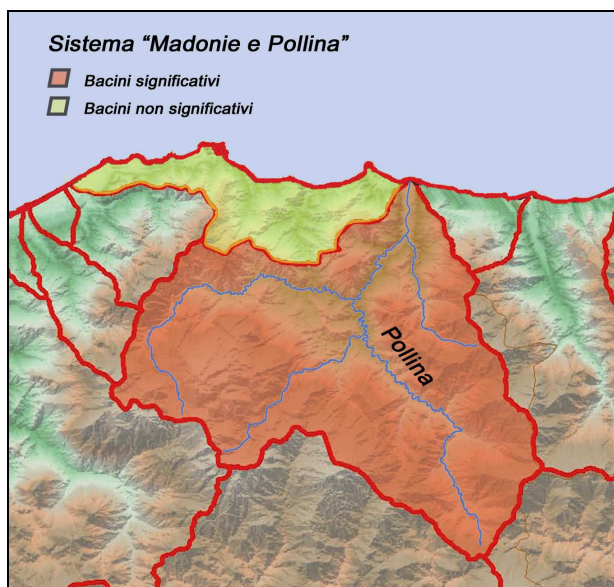 Sistema “Madonie e Pollina”
Bacini significativi
Bacini non significativi
Pollina